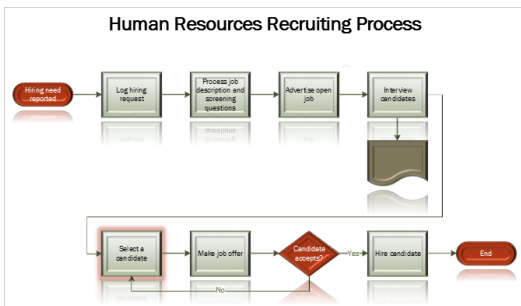 Human Resources Recruiting Process
Hiring need
reported
Log hiring
request
Process job
description and
screening
questions
Advertise open
job
Interview
candidates
Select a
candidate
Make job offer
Candidate
accepts?
Yes
Hire candidate
End
No